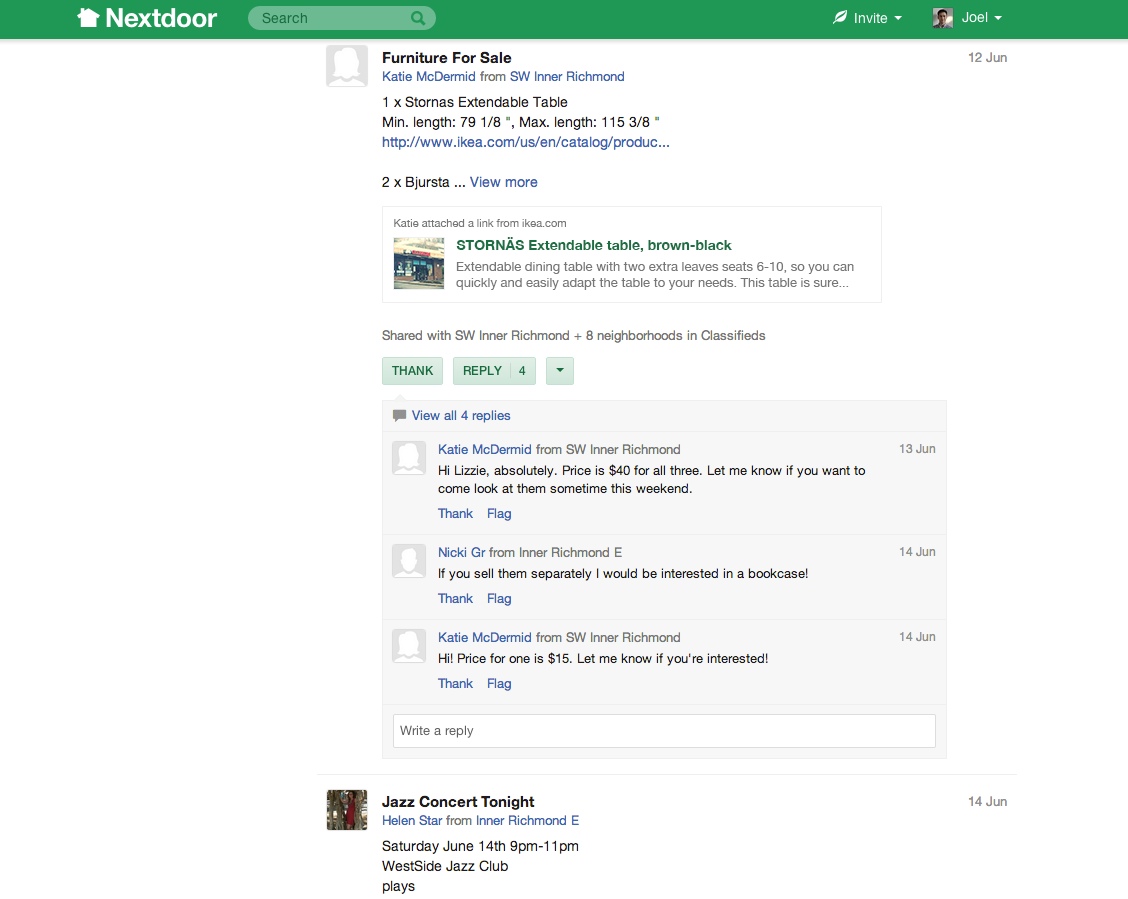 Nextdoor
Search
Invite
Joel
Furniture For Sale
12 Jun
Katie McDermid from SW Inner Richmond
1 x Stornas Extendable Table
Min. length: 79 1/8 ", Max. length: 115 3/8 "
http://www.ikea.com/us/en/catalog/produc...
2 x Bjursta ... View more
Katie attached a link from ikea.com
STORNÄS Extendable table, brown-black
Extendable dining table with two extra leaves seats 6-10, so you can
quickly and easily adapt the table to your needs. This table is sure...
Shared with SW Inner Richmond + 8 neighborhoods in Classifieds
THANK
REPLY 4
View all 4 replies
Katie McDermid from SW Inner Richmond
13 Jun
Hi Lizzie, absolutely. Price is $40 for all three. Let me know if you want to
come look at them sometime this weekend.
Thank Flag
Nicki Gr from Inner Richmond E
14 Jun
If you sell them separately I would be interested in a bookcase!
Thank Flag
Katie McDermid from SW Inner Richmond
14 Jun
Hi! Price for one is $15. Let me know if you're interested!
Thank Flag
Write a reply
Jazz Concert Tonight
14 Jun
Helen Star from Inner Richmond E
Saturday June 14th 9pm-11pm
WestSide Jazz Club
plays